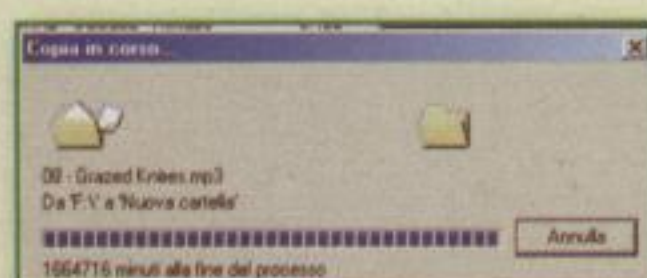 Copia in corso...
08 - Grazed Knees.mp3
Da 'F:\' a 'Nuova cartella'
Annulla
1664716 minuti alla fine del processo